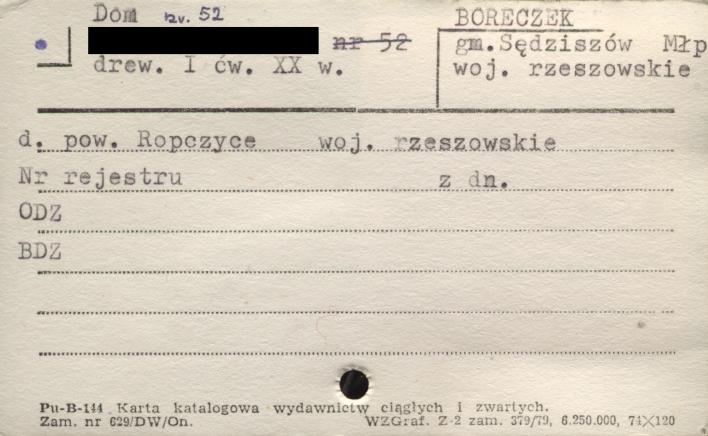 Dom nr. 52
BORECZEK
nr 52
gm. Sędziszów Młp
drew. I ćw. XX w.
woj. rzeszowskie
d. pow. Ropczyce woj. rzeszowskie
Nr rejestru z dn.
ODZ
BDZ
Pu-B-144 Karta katalogowa wydawnictw ciągłych i zwartych.
Zam. nr 629/DW/On. WZGraf. Z-2 zam. 379/79, 6.250.000, 74×120